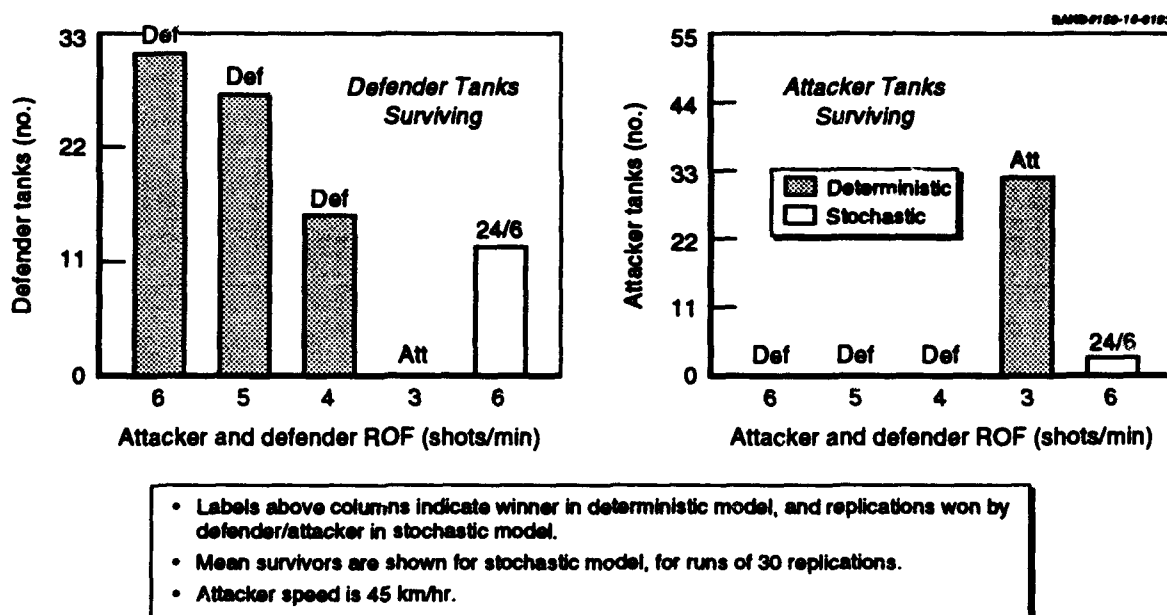 33
22
11
0
Defender tanks (no.)
Def
Def
Def
Att
24/6
Defender Tanks
Surviving
6 5 4 3 6
Attacker and defender ROF (shots/min)
55
44
33
22
11
0
Attacker tanks (no.)
Attacker Tanks
Surviving
Deterministic
Stochastic
Def Def Def
Att
24/6
6 5 4 3 6
Attacker and defender ROF (shots/min)
• Labels above columns indicate winner in deterministic model, and replications won by
defender/attacker in stochastic model.
• Mean survivors are shown for stochastic model, for runs of 30 replications.
• Attacker speed is 45 km/hr.